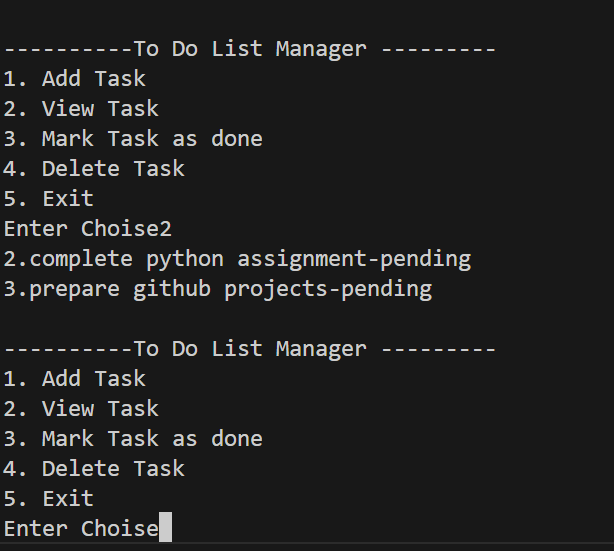 ----------To Do List Manager ---------
1. Add Task
2. View Task
3. Mark Task as done
4. Delete Task
5. Exit
Enter Choise2
2.complete python assignment-pending
3.prepare github projects-pending
----------To Do List Manager ---------
1. Add Task
2. View Task
3. Mark Task as done
4. Delete Task
5. Exit
Enter Choise